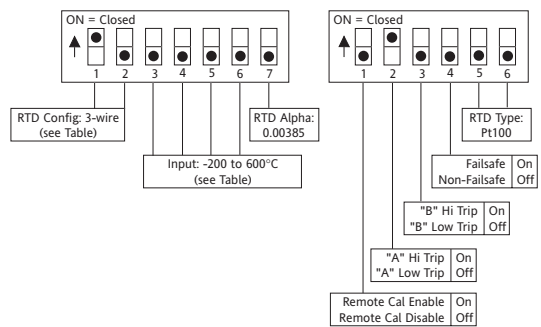 ON = Closed
1 2 3 4 5 6 7
RTD Config: 3-wire
(see Table)
RTD Alpha:
0.00385
Input: -200 to 600°C
(see Table)
ON = Closed
1 2 3 4 5 6
RTD Type:
Pt100
Failsafe On
Non-Failsafe Off
"B" Hi Trip On
"B" Low Trip Off
"A" Hi Trip On
"A" Low Trip Off
Remote Cal Enable On
Remote Cal Disable Off